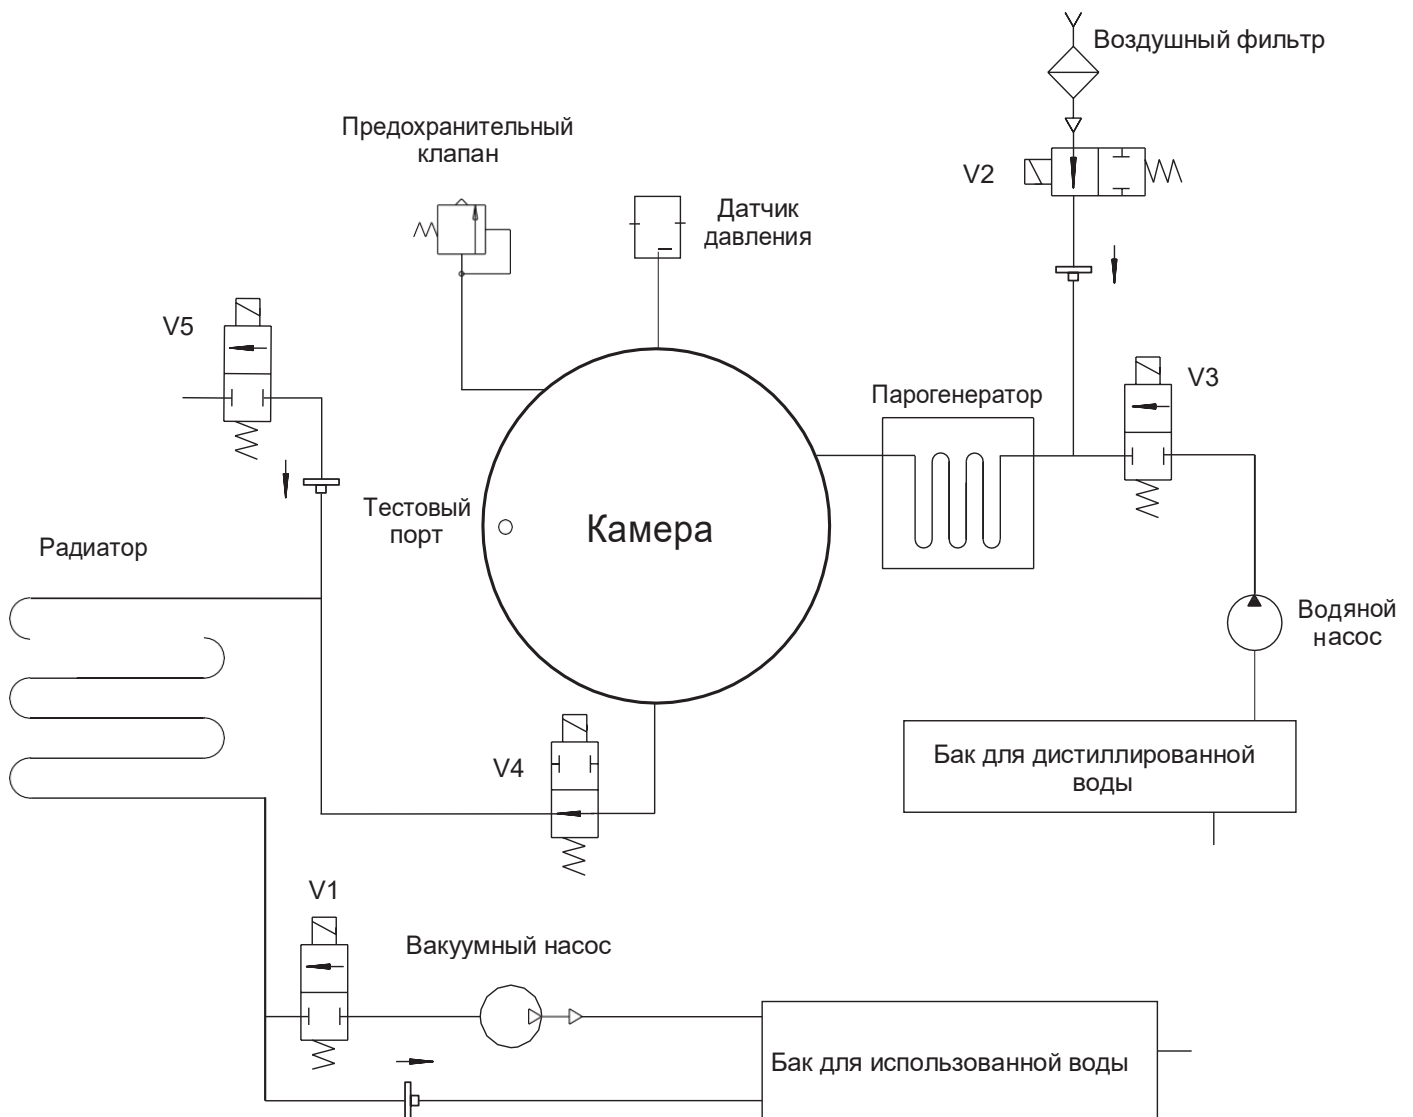 Воздушный фильтр
Предохранительный
клапан
V2
Датчик
давления
V5
V3
Парогенератор
Тестовый
порт
Камера
Радиатор
Водяной
насос
V4
Бак для дистиллированной
воды
V1
Вакуумный насос
Бак для использованной воды